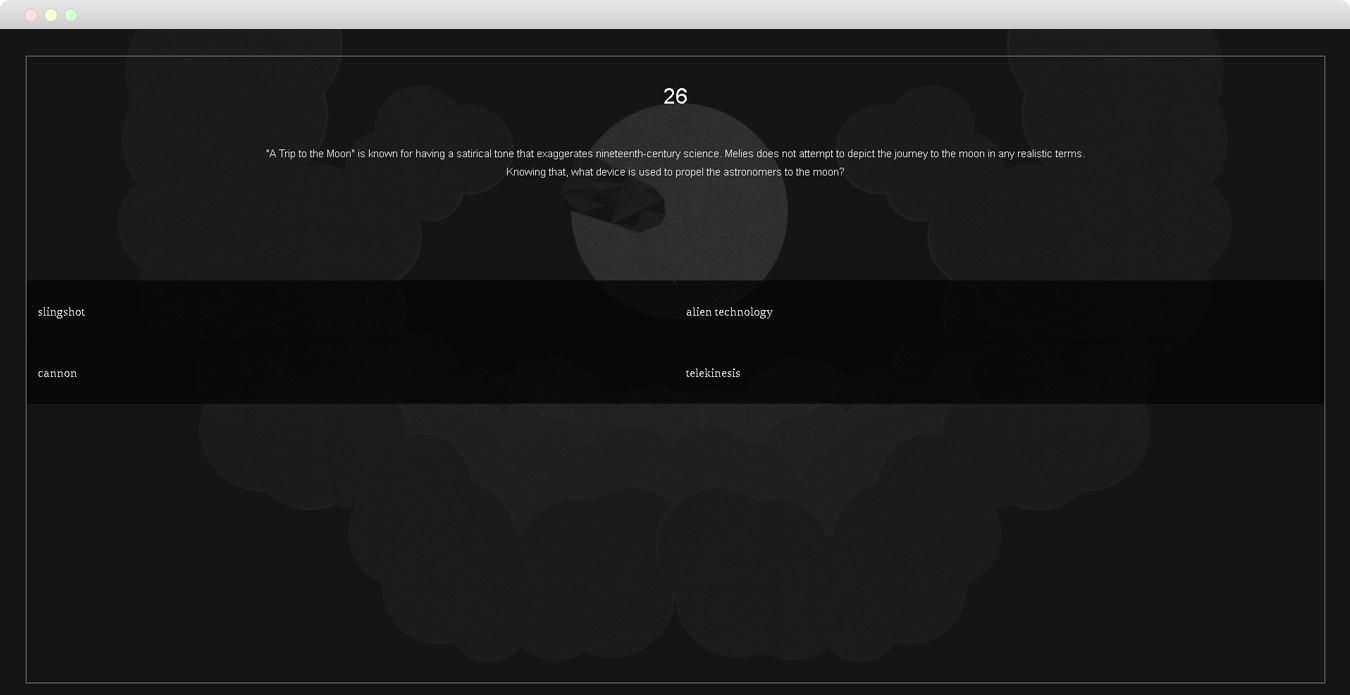 26
"A Trip to the Moon" is known for having a satirical tone that exaggerates nineteenth-century science. Melies does not attempt to depict the journey to the moon in any realistic terms.
Knowing that, what device is used to propel the astronomers to the moon?
slingshot
alien technology
cannon
telekinesis